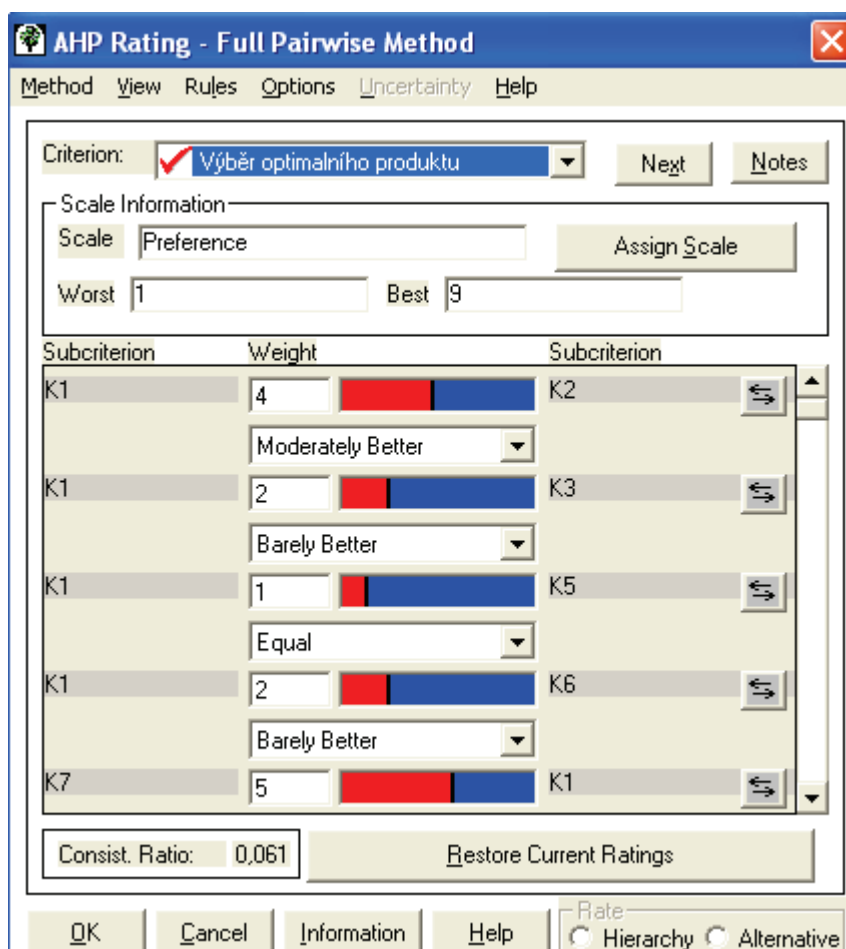 AHP Rating - Full Pairwise Method
Method View Rules Options Uncertainty Help
Criterion: Výběr optimalního produktu Next Notes
Scale Information
Scale Preference Assign Scale
Worst 1 Best 9
Subcriterion Weight Subcriterion
K1 4 K2
Moderately Better
K1 2 K3
Barely Better
K1 1 K5
Equal
K1 2 K6
Barely Better
K7 5 K1
Consist. Ratio: 0,061 Restore Current Ratings
Rate
OK Cancel Information Help Hierarchy Alternative